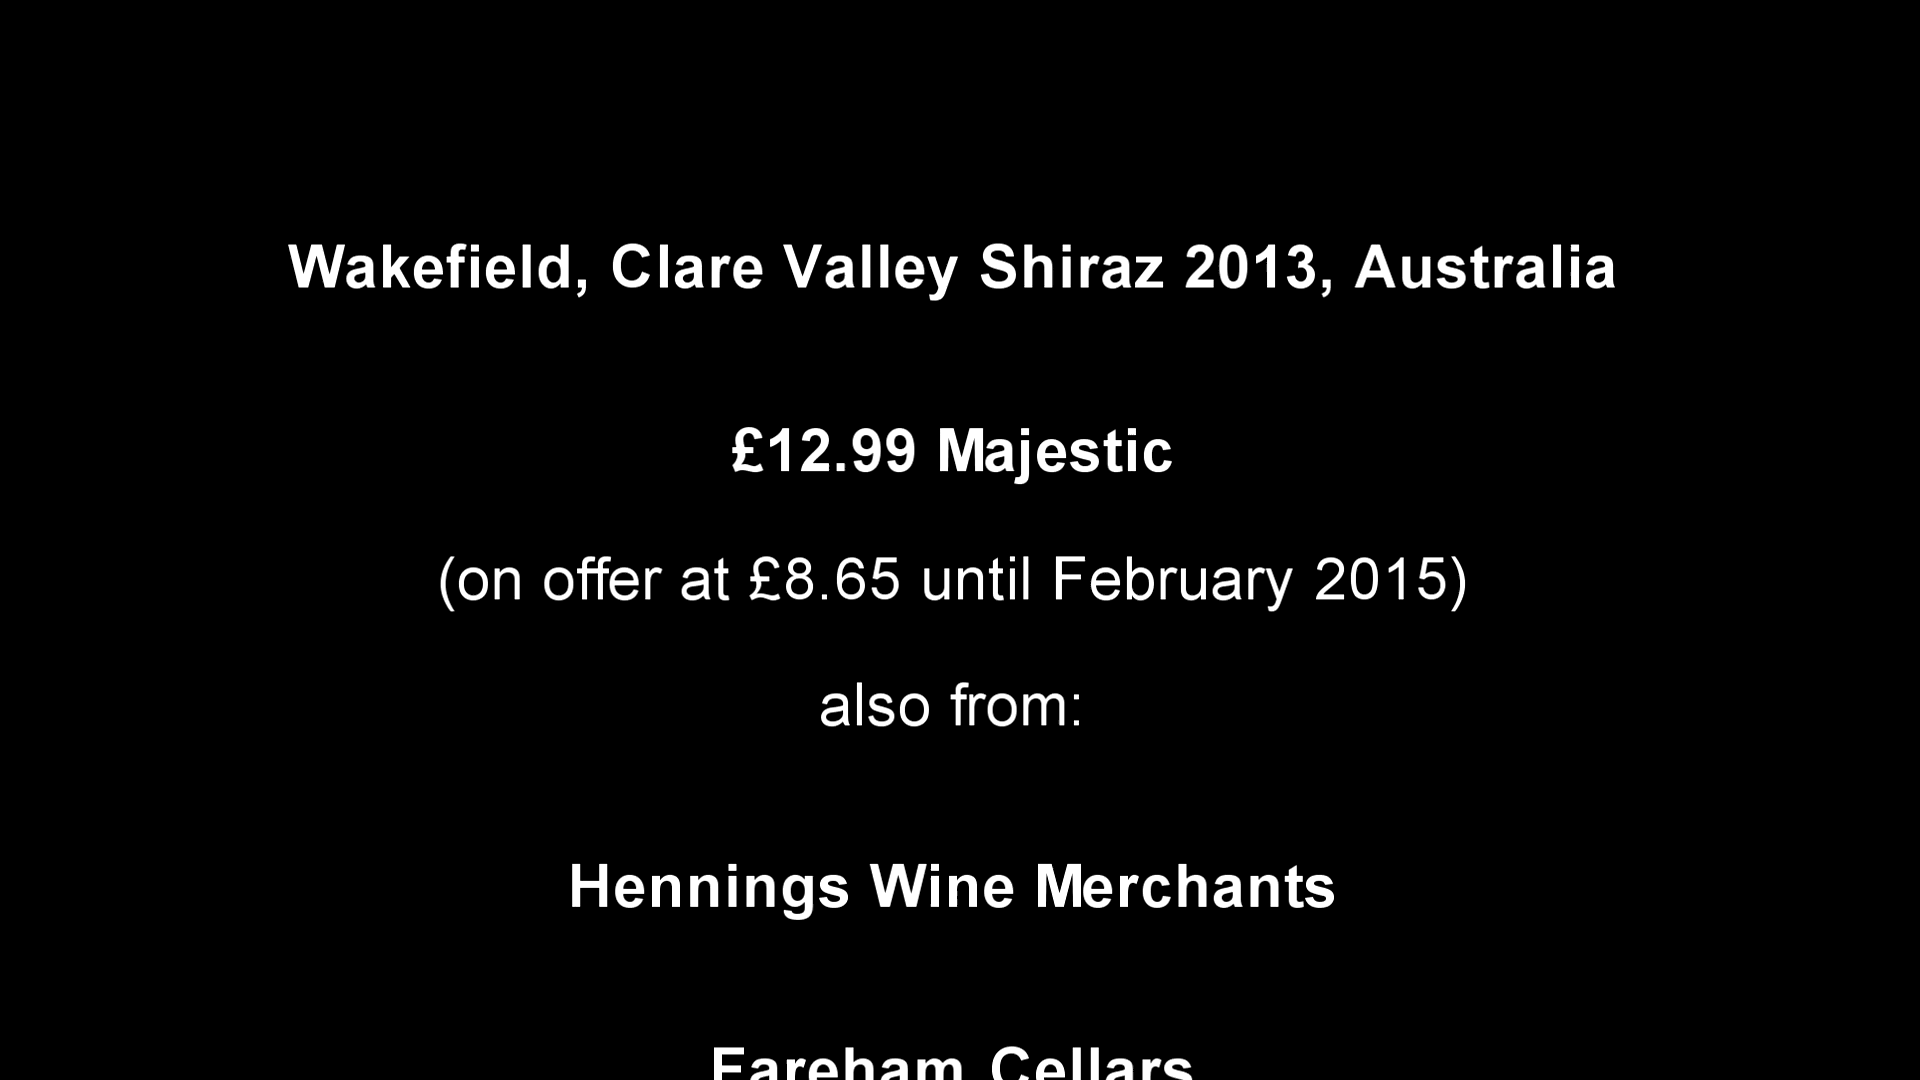 Wakefield, Clare Valley Shiraz 2013, Australia
£12.99 Majestic
(on offer at £8.65 until February 2015)
also from:
Hennings Wine Merchants
Fareham Cellars